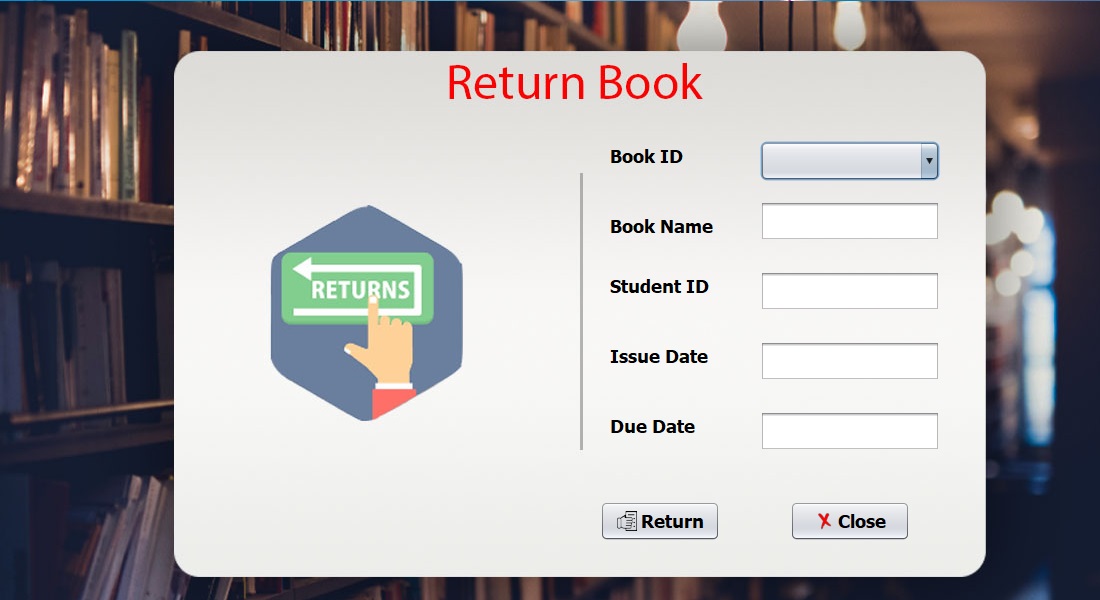 Return Book
Book ID
Book Name
RETURNS
Student ID
Issue Date
Due Date
Return
X Close